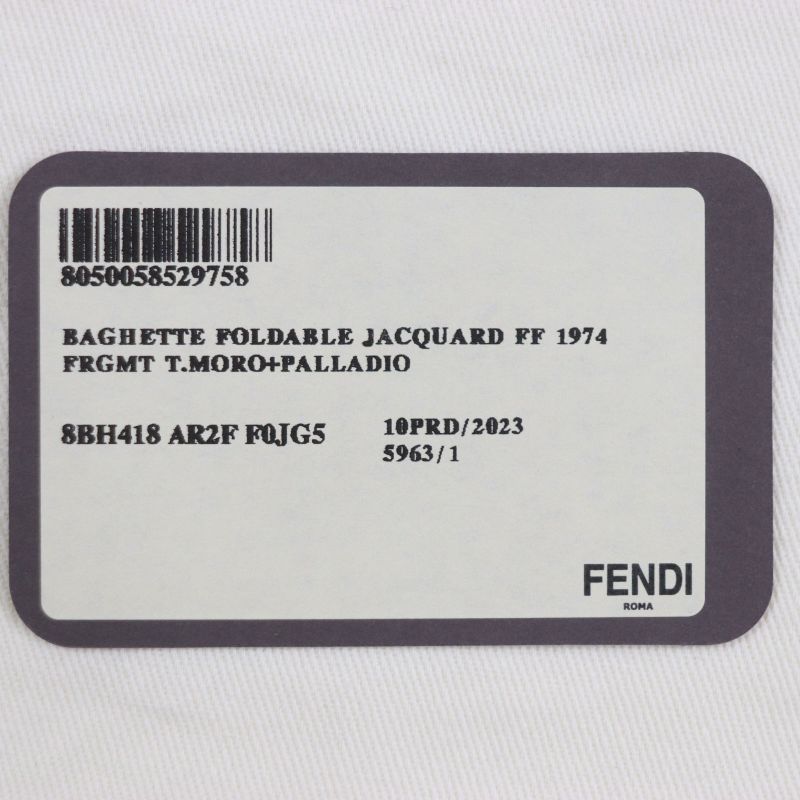 8050058529758
BAGHETTE FOLDABLE JACQUARD FF 1974
FRGMT T.MORO+PALLADIO
8BH418 AR2F F0JG5
10PRD/2023
5963/1
FENDI
ROMA